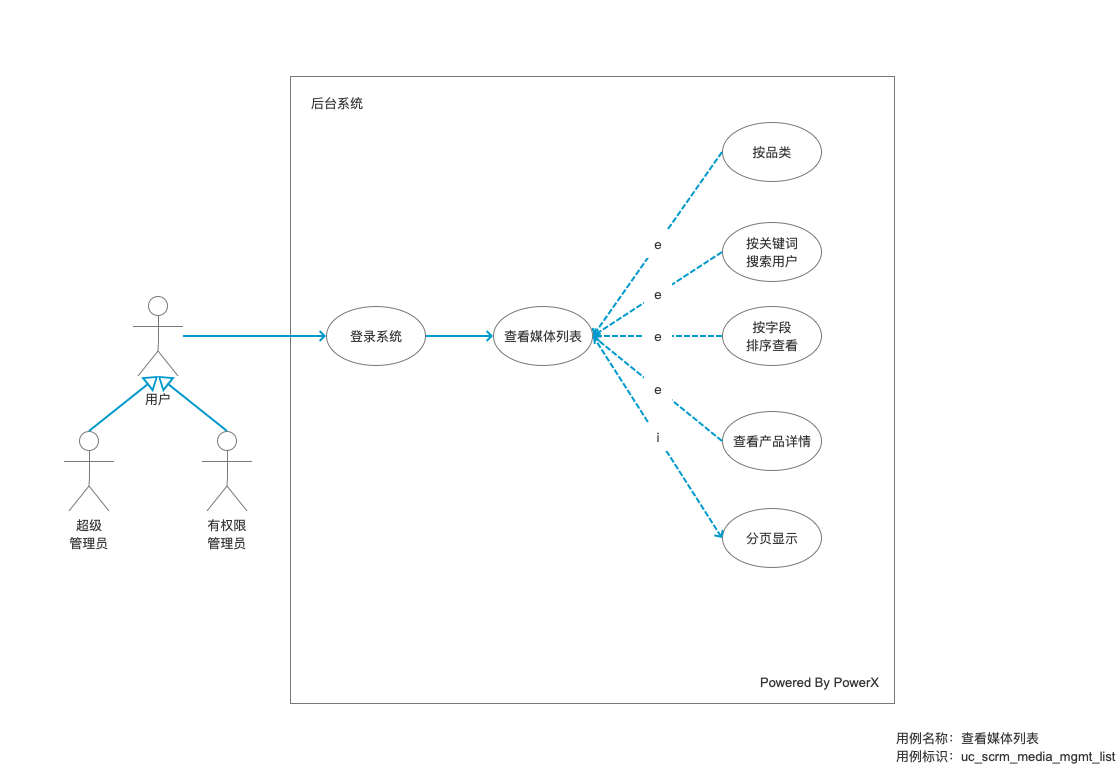 后台系统
按品类
e
按关键词
搜索用户
e
登录系统
查看媒体列表
e
按字段
排序查看
用户
e
查看产品详情
i
超级
管理员
有权限
管理员
分页显示
Powered By PowerX
用例名称：查看媒体列表
用例标识：uc_scrm_media_mgmt_list